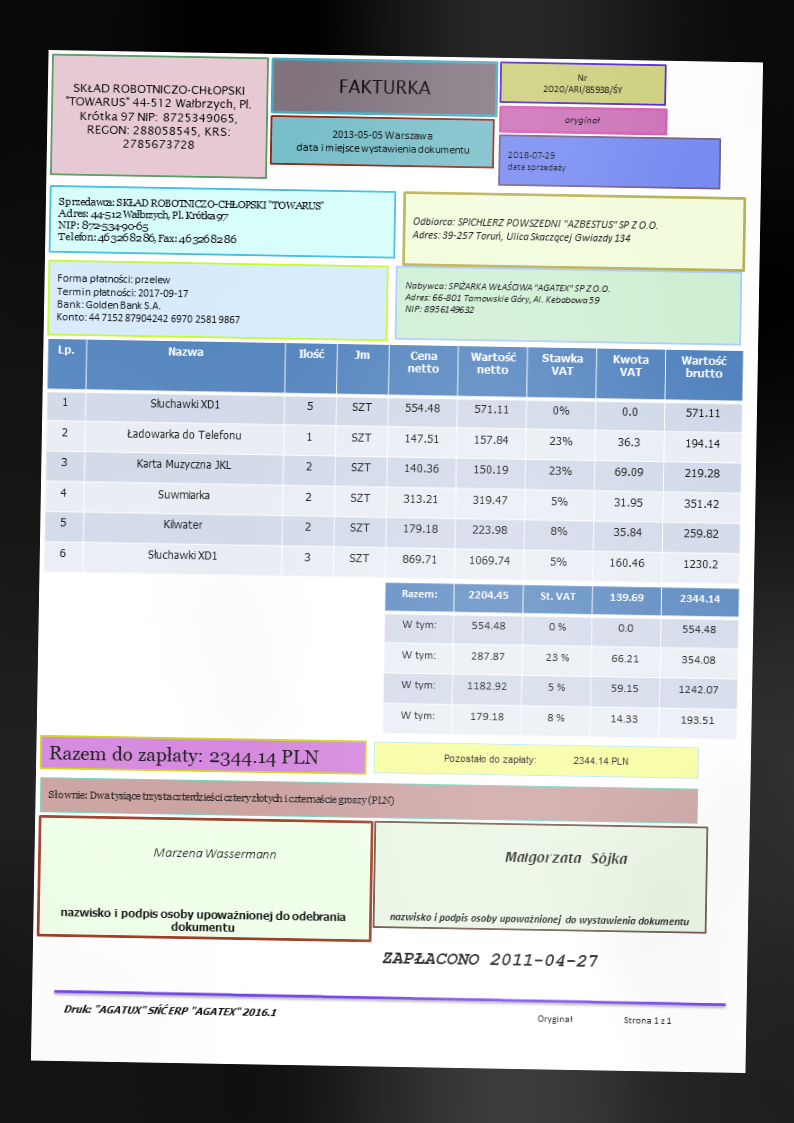 SKŁAD ROBOTNICZO-CHŁOPSKI
"TOWARUS" 44-512 Wałbrzych, Pl.
Krótka 97 NIP: 8725349065,
REGON: 288058545, KRS:
2785673728
FAKTURKA
2013-05-05 Warszawa
data i miejsce wystawienia dokumentu
Nr
2020/ARI/85938/ŚY
oryginał
2018-07-29
data sprzedaży
Sprzedawca: SKŁAD ROBOTNICZO-CHŁOPSKI "TOWARUS"
Adres: 44-512 Wałbrzych, Pl. Krótka 97
NIP: 872-534-90-65
Telefon: 463268286, Fax: 463268286
Odbiorca: SPICHLERZ POWSZEDNI "AZBESTUS" SP Z O.O.
Adres: 39-257 Toruń, Ulica Skaczącej Gwiazdy 134
Forma płatności: przelew
Termin płatności: 2017-09-17
Bank: Golden Bank S.A.
Konto: 44 7152 87904242 6970 2581 9867
Nabywca: SPIŻARKA WŁAŚCIWA "AGATEX" SP Z O.O.
Adres: 66-801 Tarnowskie Góry, Al. Kebabowa 59
NIP: 8956149632
Lp. Nazwa Ilość Jm Cena netto Wartość netto Stawka VAT Kwota VAT Wartość brutto
1 Słuchawki XD1 5 SZT 554.48 571.11 0% 0.0 571.11
2 Ładowarka do Telefonu 1 SZT 147.51 157.84 23% 36.3 194.14
3 Karta Muzyczna JKL 2 SZT 140.36 150.19 23% 69.09 219.28
4 Suwmiarka 2 SZT 313.21 319.47 5% 31.95 351.42
5 Kilwater 2 SZT 179.18 223.98 8% 35.84 259.82
6 Słuchawki XD1 3 SZT 869.71 1069.74 5% 160.46 1230.2
Razem: 2204.45 St. VAT 139.69 2344.14
W tym: 554.48 0 % 0.0 554.48
W tym: 287.87 23 % 66.21 354.08
W tym: 1182.92 5 % 59.15 1242.07
W tym: 179.18 8 % 14.33 193.51
Razem do zapłaty: 2344.14 PLN
Pozostało do zapłaty: 2344.14 PLN
Słownie: Dwa tysiące trzysta czterdzieści cztery złotych i czternaście groszy (PLN)
Marzena Wassermann
nazwisko i podpis osoby upoważnionej do odebrania
dokumentu
Małgorzata Sójka
nazwisko i podpis osoby upoważnionej do wystawienia dokumentu
ZAPŁACONO 2011-04-27
Druk: "AGATUX" SŃĆ ERP "AGATEX" 2016.1
Oryginał
Strona 1 z 1